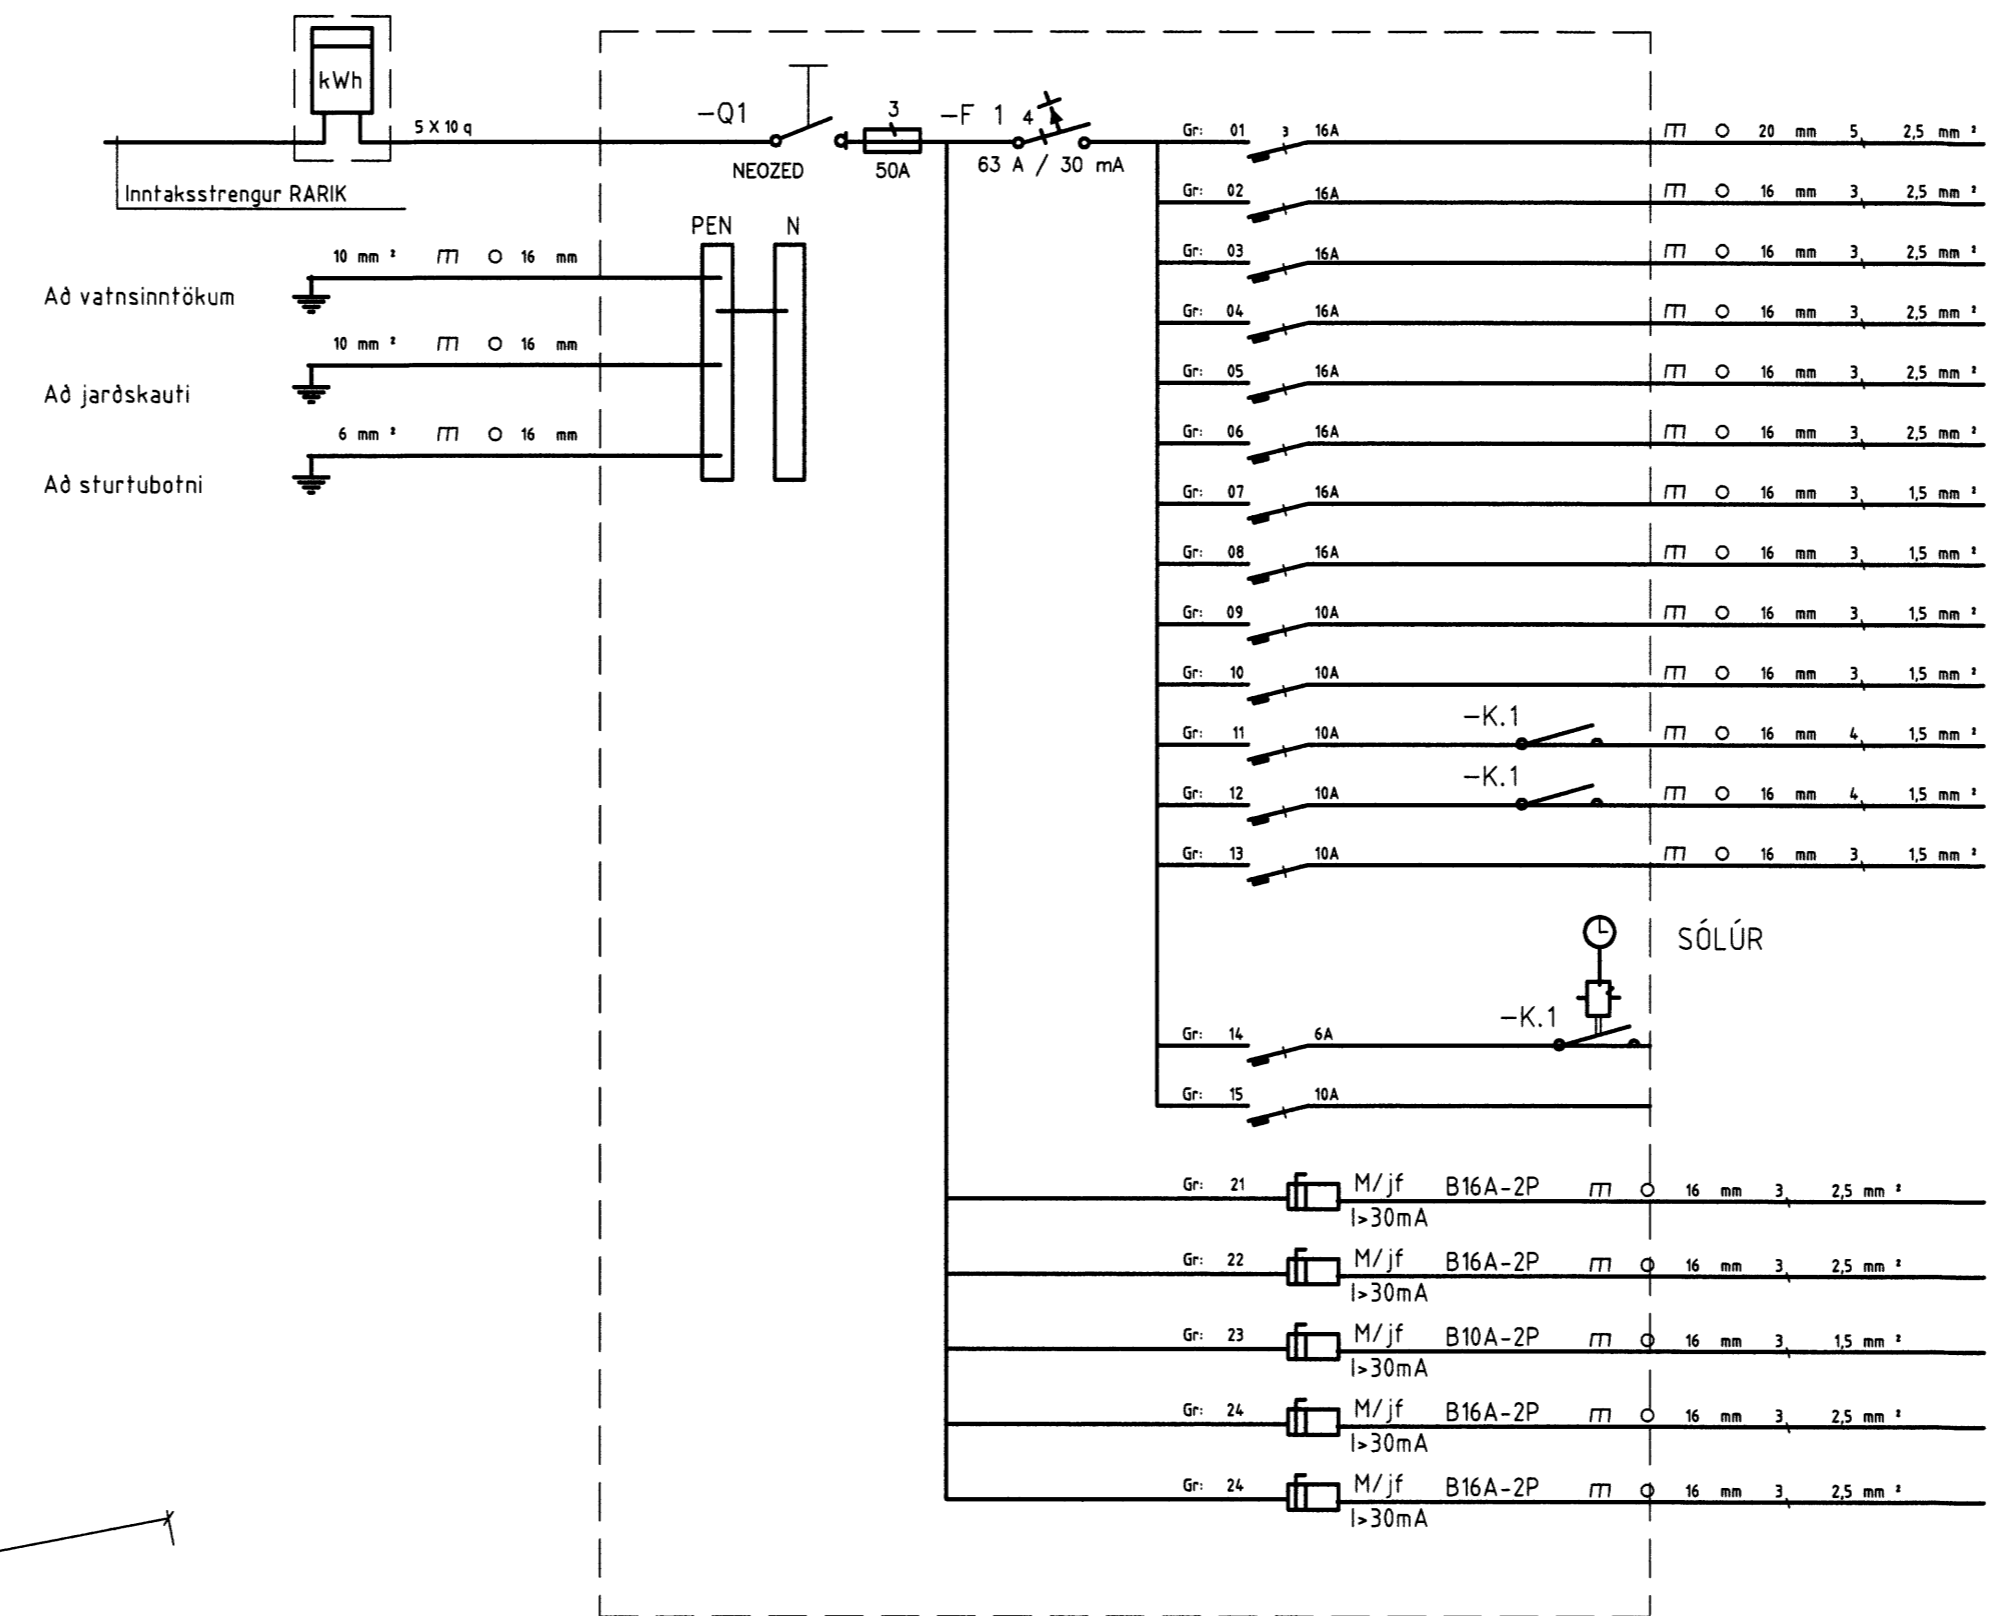 kWh
5 X 10 q
-Q1
NEOZED
3
50A
-F 1
4
63 A / 30 mA
Inntaksstrengur RARIK
PEN N
10 mm ² 16 mm
Að vatnsinntökum
10 mm ² 16 mm
Að jarðskauti
6 mm ² 16 mm
Að sturtubotni
Gr: 01 3 16A 20 mm 5 2,5 mm ²
Gr: 02 16A 16 mm 3 2,5 mm ²
Gr: 03 16A 16 mm 3 2,5 mm ²
Gr: 04 16A 16 mm 3 2,5 mm ²
Gr: 05 16A 16 mm 3 2,5 mm ²
Gr: 06 16A 16 mm 3 2,5 mm ²
Gr: 07 16A 16 mm 3 1,5 mm ²
Gr: 08 16A 16 mm 3 1,5 mm ²
Gr: 09 10A 16 mm 3 1,5 mm ²
Gr: 10 10A 16 mm 3 1,5 mm ²
-K.1
Gr: 11 10A 16 mm 4 1,5 mm ²
-K.1
Gr: 12 10A 16 mm 4 1,5 mm ²
Gr: 13 10A 16 mm 3 1,5 mm ²
SÓLÚR
-K.1
Gr: 14 6A
Gr: 15 10A
Gr: 21 M/jf B16A-2P 16 mm 3 2,5 mm ²
I>30mA
Gr: 22 M/jf B16A-2P 16 mm 3 2,5 mm ²
I>30mA
Gr: 23 M/jf B10A-2P 16 mm 3 1,5 mm ²
I>30mA
Gr: 24 M/jf B16A-2P 16 mm 3 2,5 mm ²
I>30mA
Gr: 24 M/jf B16A-2P 16 mm 3 2,5 mm ²
I>30mA